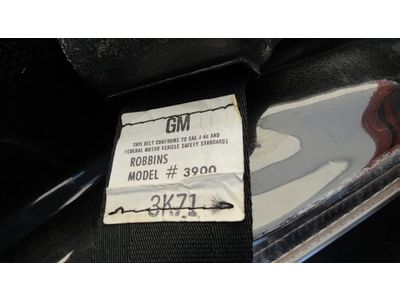 GM
THIS BELT CONFORMS TO SAE-J-4c AND
FEDERAL MOTOR VEHICLE SAFETY STANDARDS
ROBBINS
MODEL # 3900
3K71